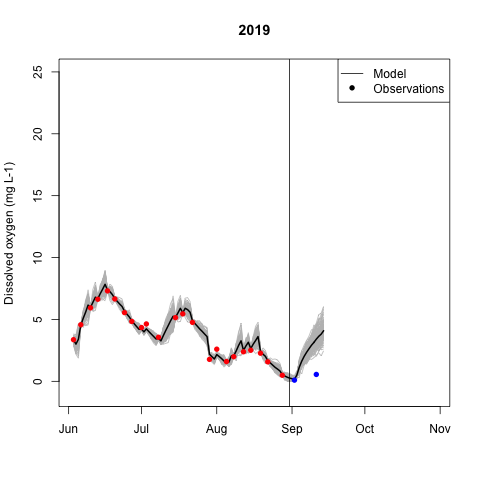 2019
Dissolved oxygen (mg L-1)
25
20
15
10
5
0
Model
Observations
Jun Jul Aug Sep Oct Nov